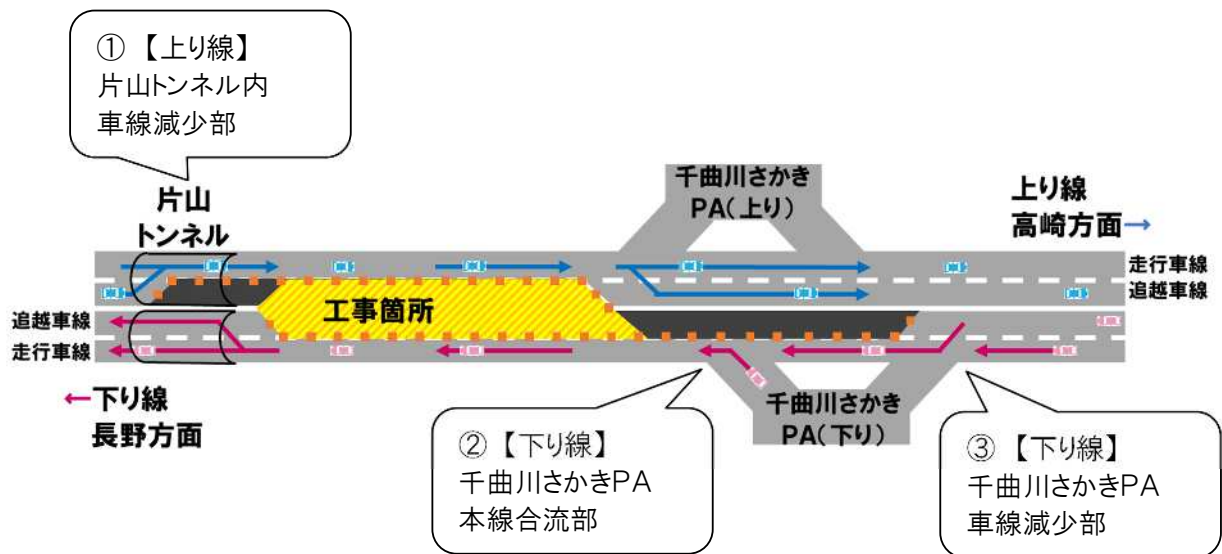 ① 【上り線】
片山トンネル内
車線減少部
片山
トンネル
千曲川さかき
PA(上り)
上り線
高崎方面→
走行車線
追越車線
工事箇所
追越車線
走行車線
←下り線
長野方面
千曲川さかき
PA(下り)
② 【下り線】
千曲川さかきPA
本線合流部
③ 【下り線】
千曲川さかきPA
車線減少部